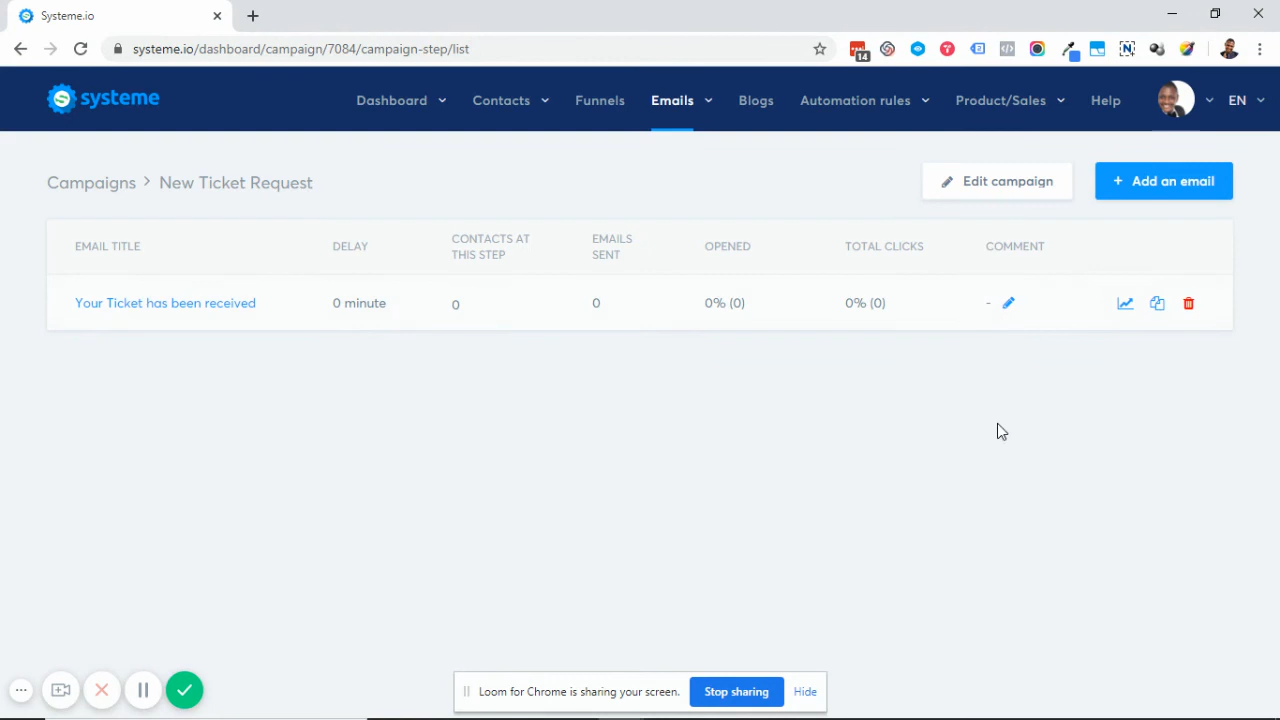 Systeme.io
systeme.io/dashboard/campaign/7084/campaign-step/list
14
systeme
Dashboard Contacts Funnels Emails Blogs Automation rules Product/Sales Help EN
Campaigns > New Ticket Request
Edit campaign
+ Add an email
EMAIL TITLE DELAY CONTACTS AT THIS STEP EMAILS SENT OPENED TOTAL CLICKS COMMENT
Your Ticket has been received 0 minute 0 0 0% (0) 0% (0) -
Loom for Chrome is sharing your screen. Stop sharing Hide